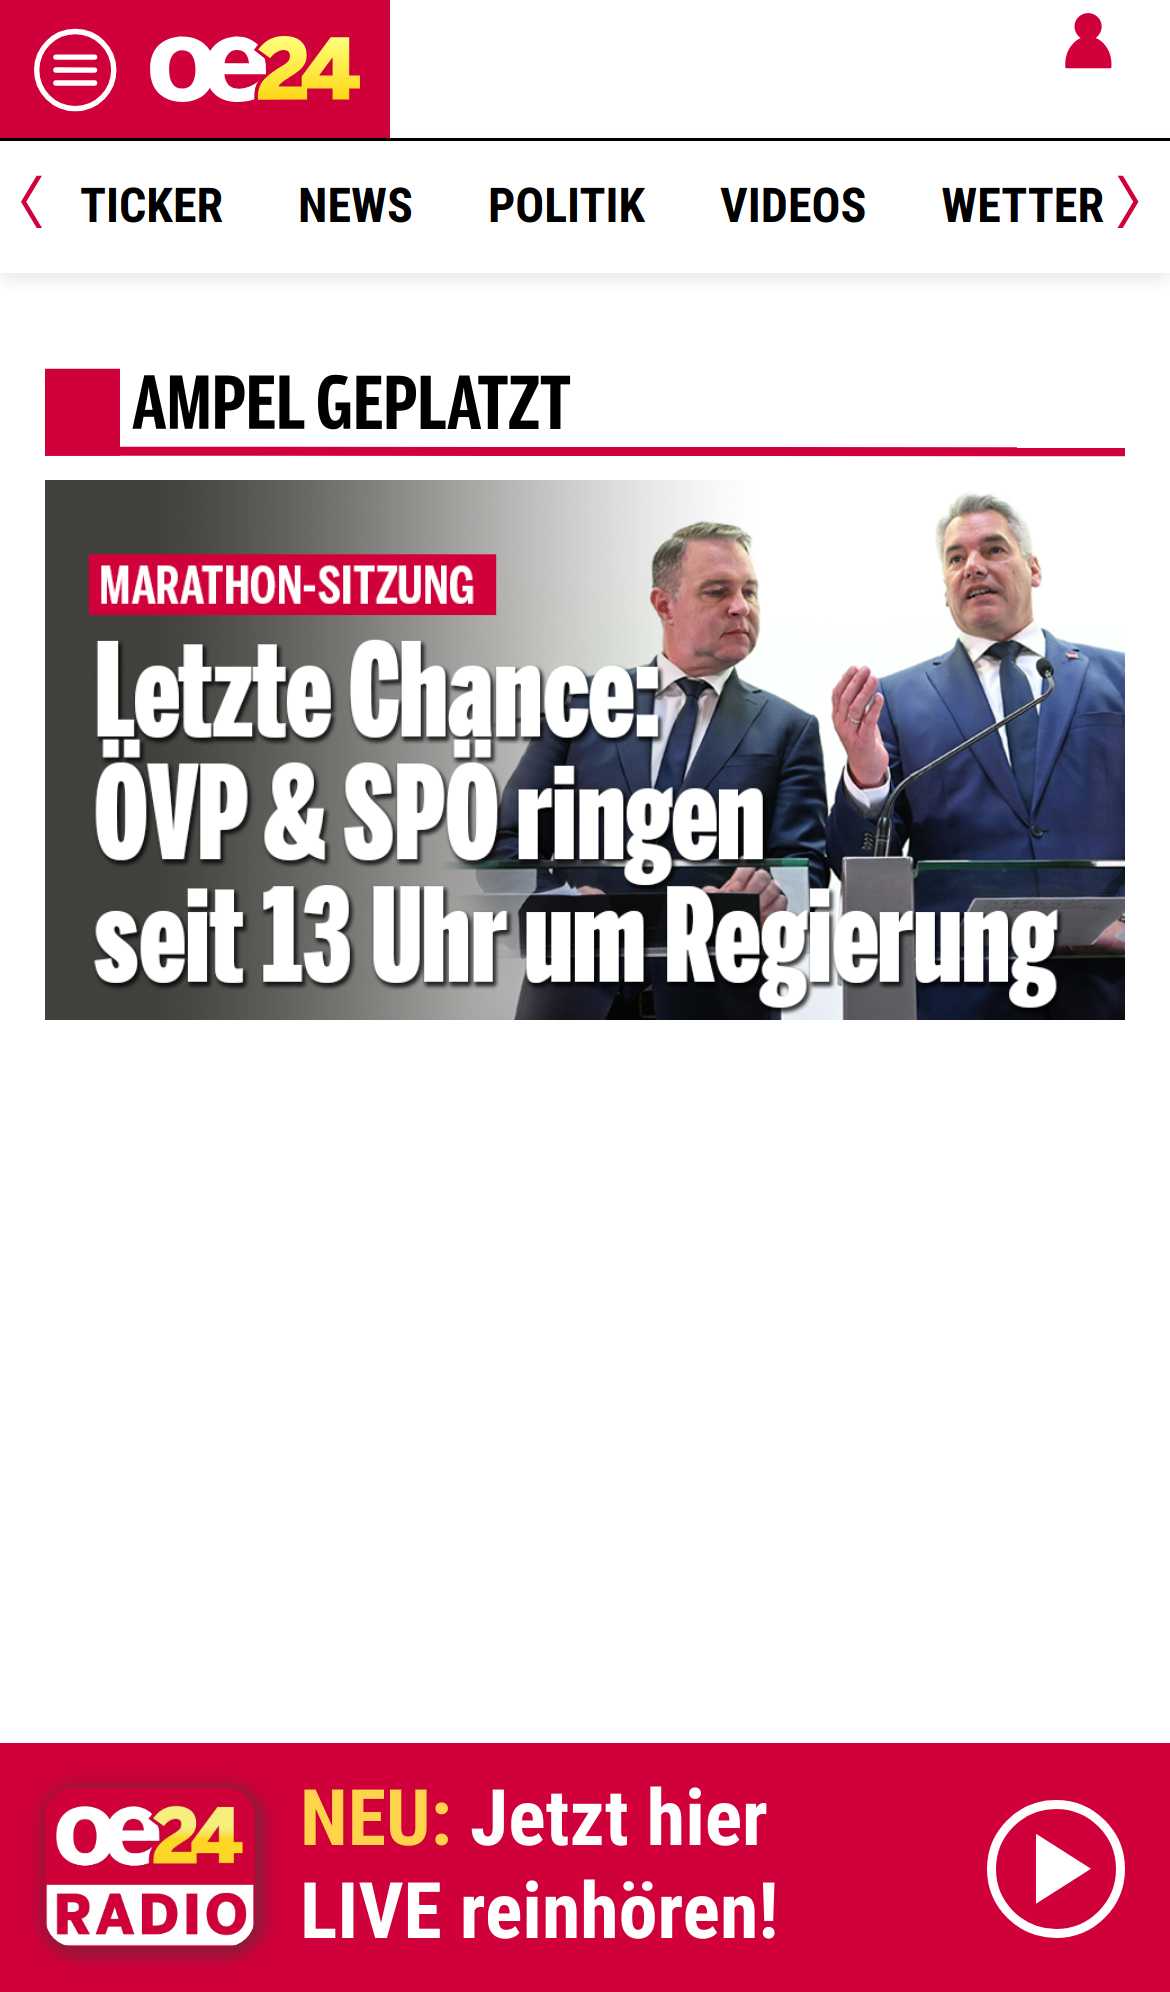 oe24
TICKER NEWS POLITIK VIDEOS WETTER
AMPEL GEPLATZT
MARATHON-SITZUNG
Letzte Chance:
ÖVP & SPÖ ringen
seit 13 Uhr um Regierung
oe24
RADIO
NEU: Jetzt hier
LIVE reinhören!